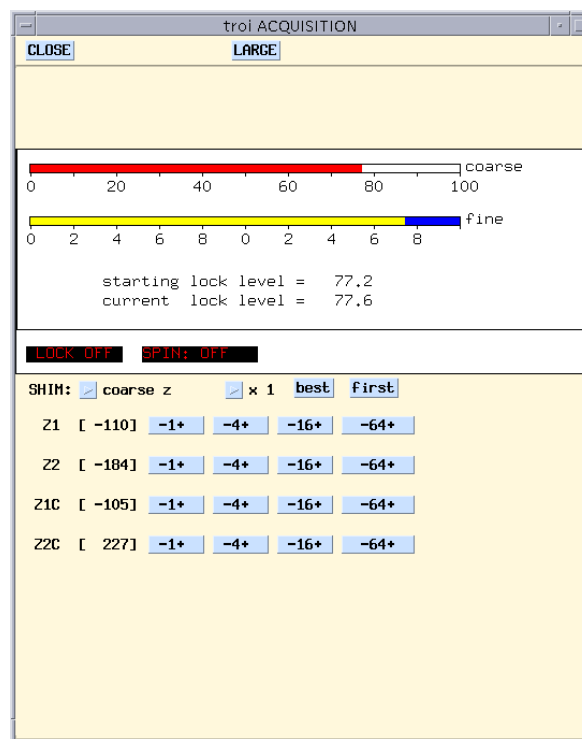 troi ACQUISITION
CLOSE LARGE
coarse
0 20 40 60 80 100
fine
0 2 4 6 8 0 2 4 6 8
starting lock level = 77.2
current lock level = 77.6
LOCK OFF SPIN: OFF
SHIM: coarse z x 1 best first
Z1 [ -110] -1+ -4+ -16+ -64+
Z2 [ -184] -1+ -4+ -16+ -64+
Z1C [ -105] -1+ -4+ -16+ -64+
Z2C [ 227] -1+ -4+ -16+ -64+